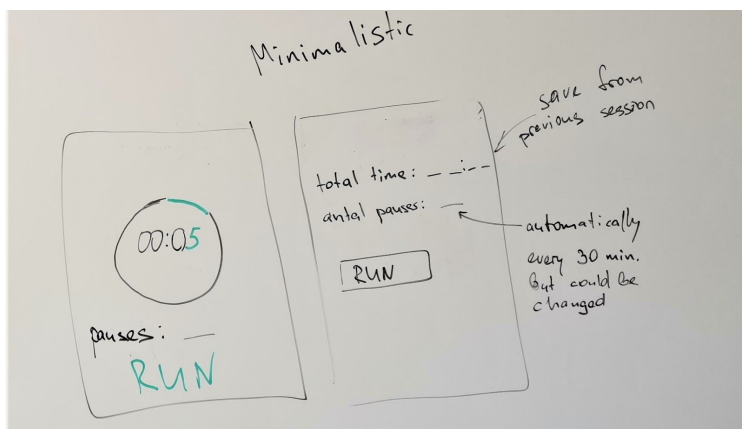 Minimalistic
00:05
pauses: __
RUN
total time: _ _:_ _
antal pauses: __
RUN
save from
previous session
automatically
every 30 min.
But could be
changed